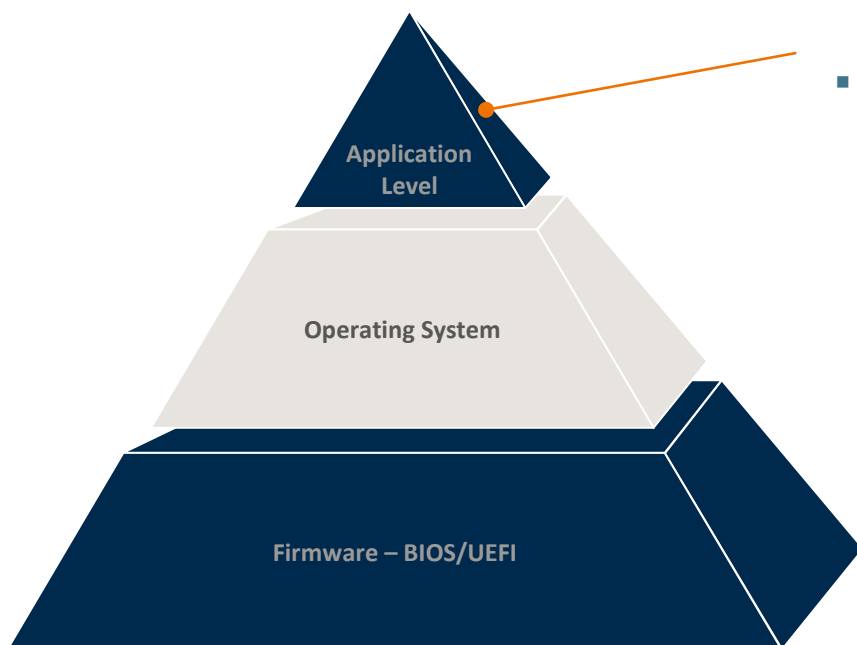 Application
Level
Operating System
Firmware – BIOS/UEFI